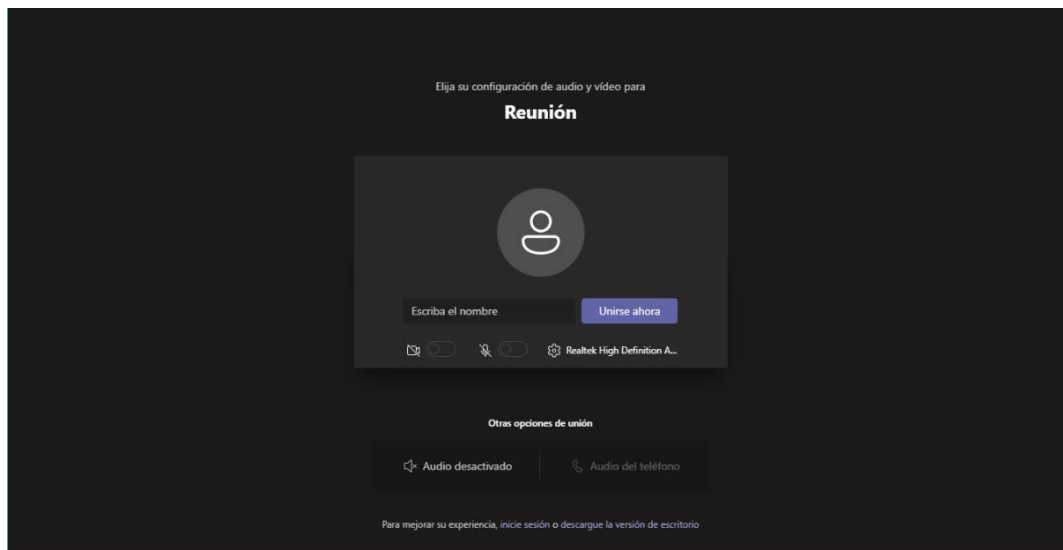 Elija su configuración de audio y vídeo para
Reunión
Escriba el nombre
Unirse ahora
Realtek High Definition A...
Otras opciones de unión
Audio desactivado
Audio del teléfono
Para mejorar su experiencia, inicie sesión o descargue la versión de escritorio